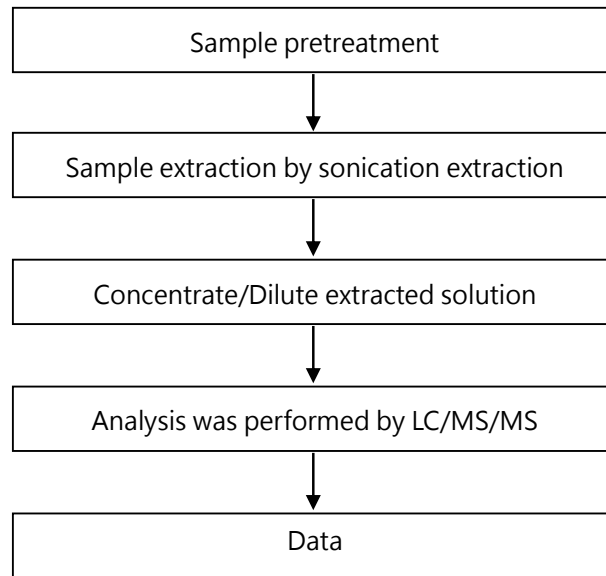 Sample pretreatment
Sample extraction by sonication extraction
Concentrate/Dilute extracted solution
Analysis was performed by LC/MS/MS
Data